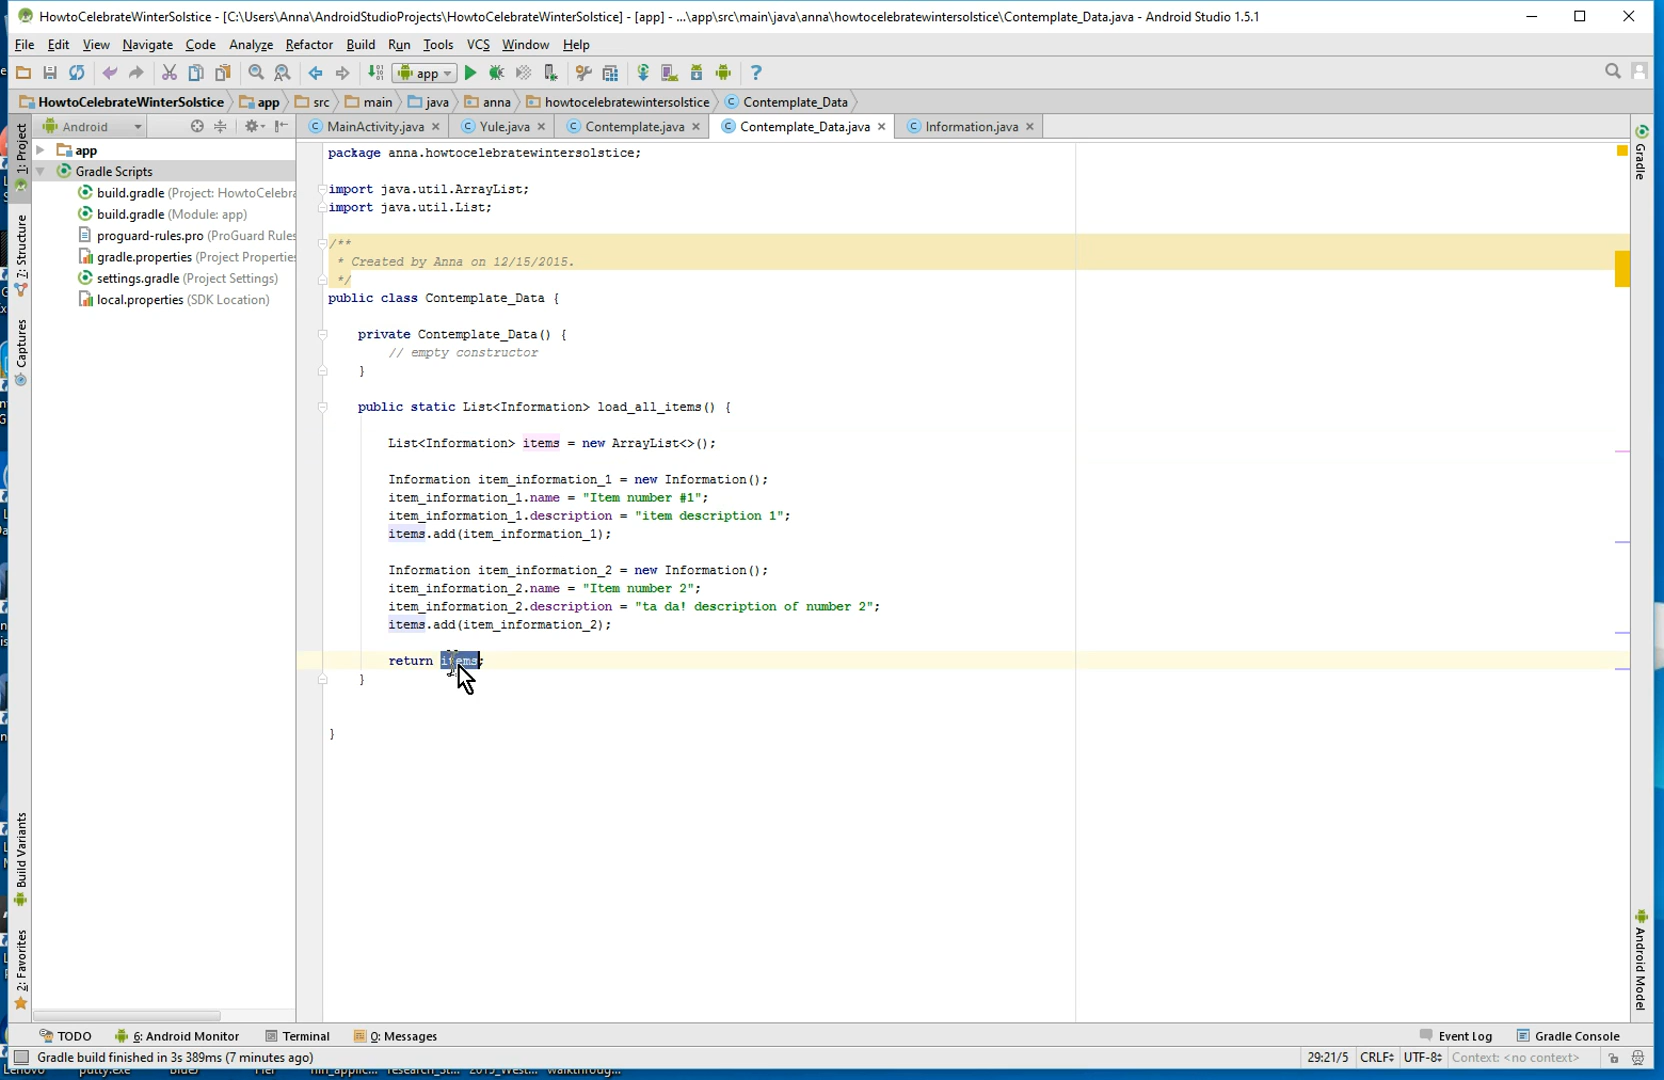 HowtoCelebrateWinterSolstice - [C:\Users\Anna\AndroidStudioProjects\HowtoCelebrateWinterSolstice] - [app] - ...\app\src\main\java\anna\howtocelebratewintersolstice\Contemplate_Data.java - Android Studio 1.5.1
File Edit View Navigate Code Analyze Refactor Build Run Tools VCS Window Help
app
HowtoCelebrateWinterSolstice app src main java anna howtocelebratewintersolstice Contemplate_Data
Android MainActivity.java Yule.java Contemplate.java Contemplate_Data.java Information.java
1: Project
7: Structure
Captures
Build Variants
2: Favorites
app
Gradle Scripts
build.gradle (Project: HowtoCelebra
build.gradle (Module: app)
proguard-rules.pro (ProGuard Rules
gradle.properties (Project Properties
settings.gradle (Project Settings)
local.properties (SDK Location)
package anna.howtocelebratewintersolstice;
import java.util.ArrayList;
import java.util.List;
/**
* Created by Anna on 12/15/2015.
*/
public class Contemplate_Data {
private Contemplate_Data() {
// empty constructor
}
public static List<Information> load_all_items() {
List<Information> items = new ArrayList<>();
Information item_information_1 = new Information();
item_information_1.name = "Item number #1";
item_information_1.description = "item description 1";
items.add(item_information_1);
Information item_information_2 = new Information();
item_information_2.name = "Item number 2";
item_information_2.description = "ta da! description of number 2";
items.add(item_information_2);
return items;
}
}
Gradle
Android Model
TODO 6: Android Monitor Terminal 0: Messages Event Log Gradle Console
Gradle build finished in 3s 389ms (7 minutes ago) 29:21/5 CRLF UTF-8 Context: <no context>